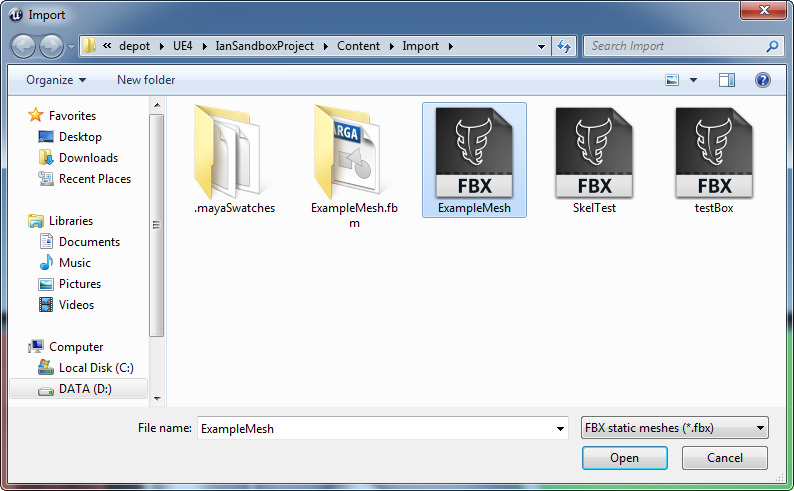 Import
« depot ▸ UE4 ▸ IanSandboxProject ▸ Content ▸ Import ▸
Search Import
Organize
New folder
Favorites
Desktop
Downloads
Recent Places
Libraries
Documents
Music
Pictures
Videos
Computer
Local Disk (C:)
DATA (D:)
.mayaSwatches
ARGA
ExampleMesh.fb
m
FBX
ExampleMesh
FBX
SkelTest
FBX
testBox
File name: ExampleMesh
FBX static meshes (*.fbx)
Open
Cancel